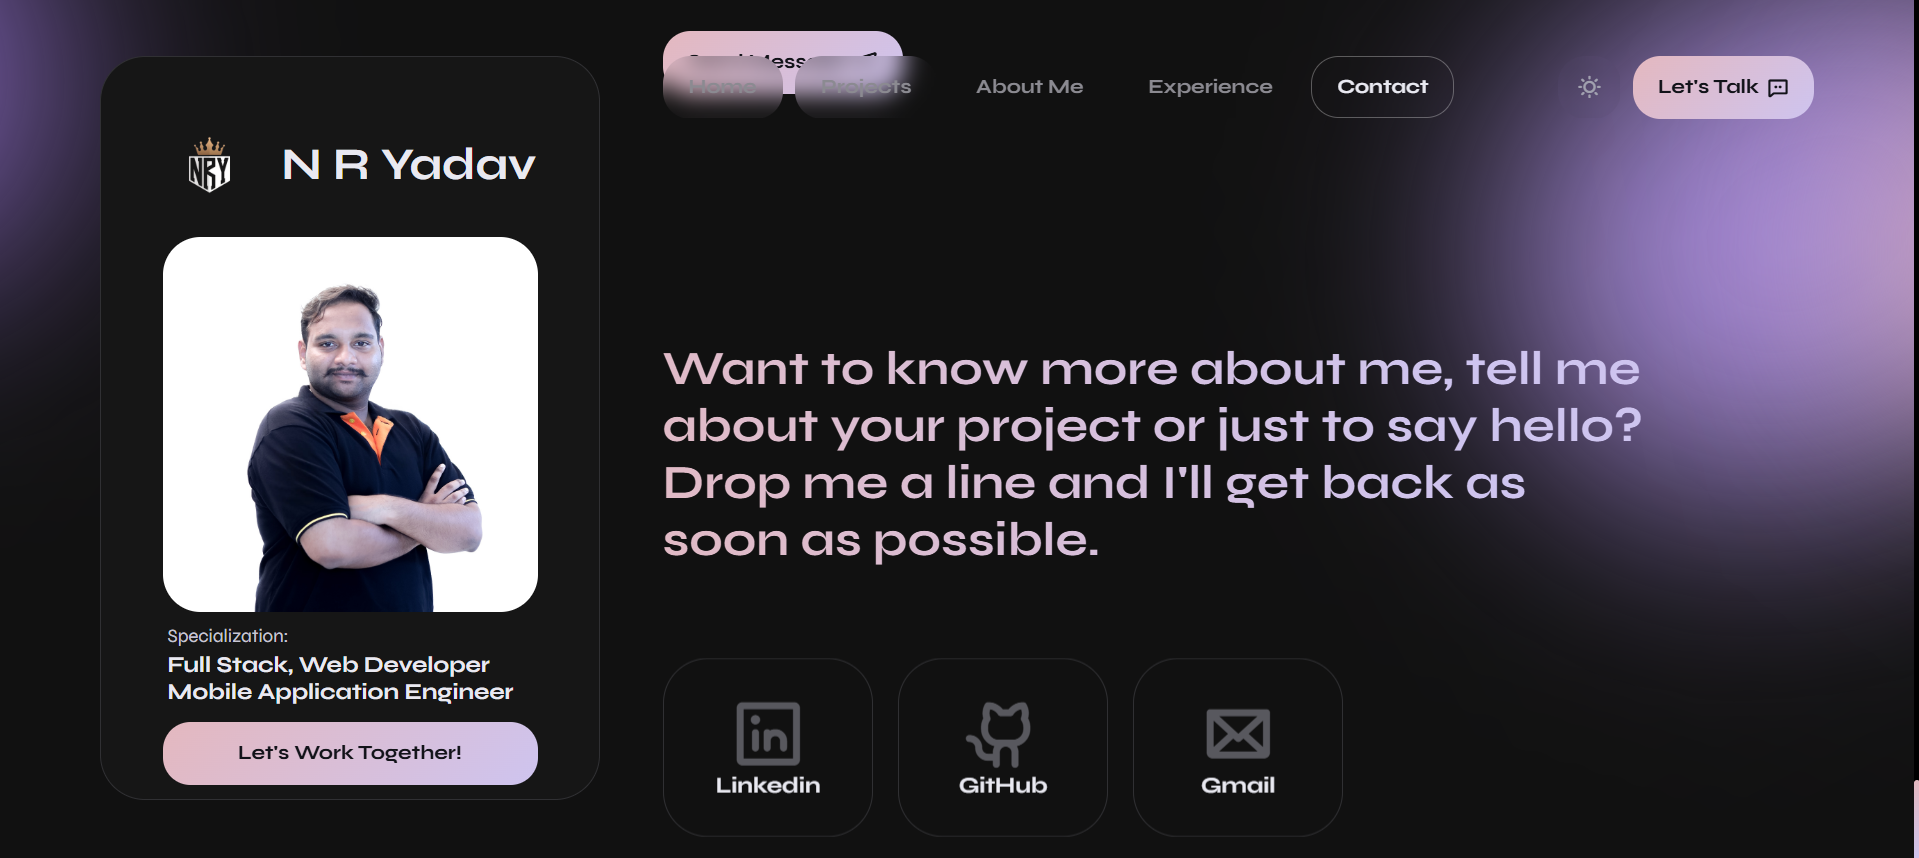 Home
Projects
About Me
Experience
Contact
Let's Talk
NRY
N R Yadav
Want to know more about me, tell me
about your project or just to say hello?
Drop me a line and I'll get back as
soon as possible.
Specialization:
Full Stack, Web Developer
Mobile Application Engineer
Let's Work Together!
in
Linkedin
GitHub
Gmail